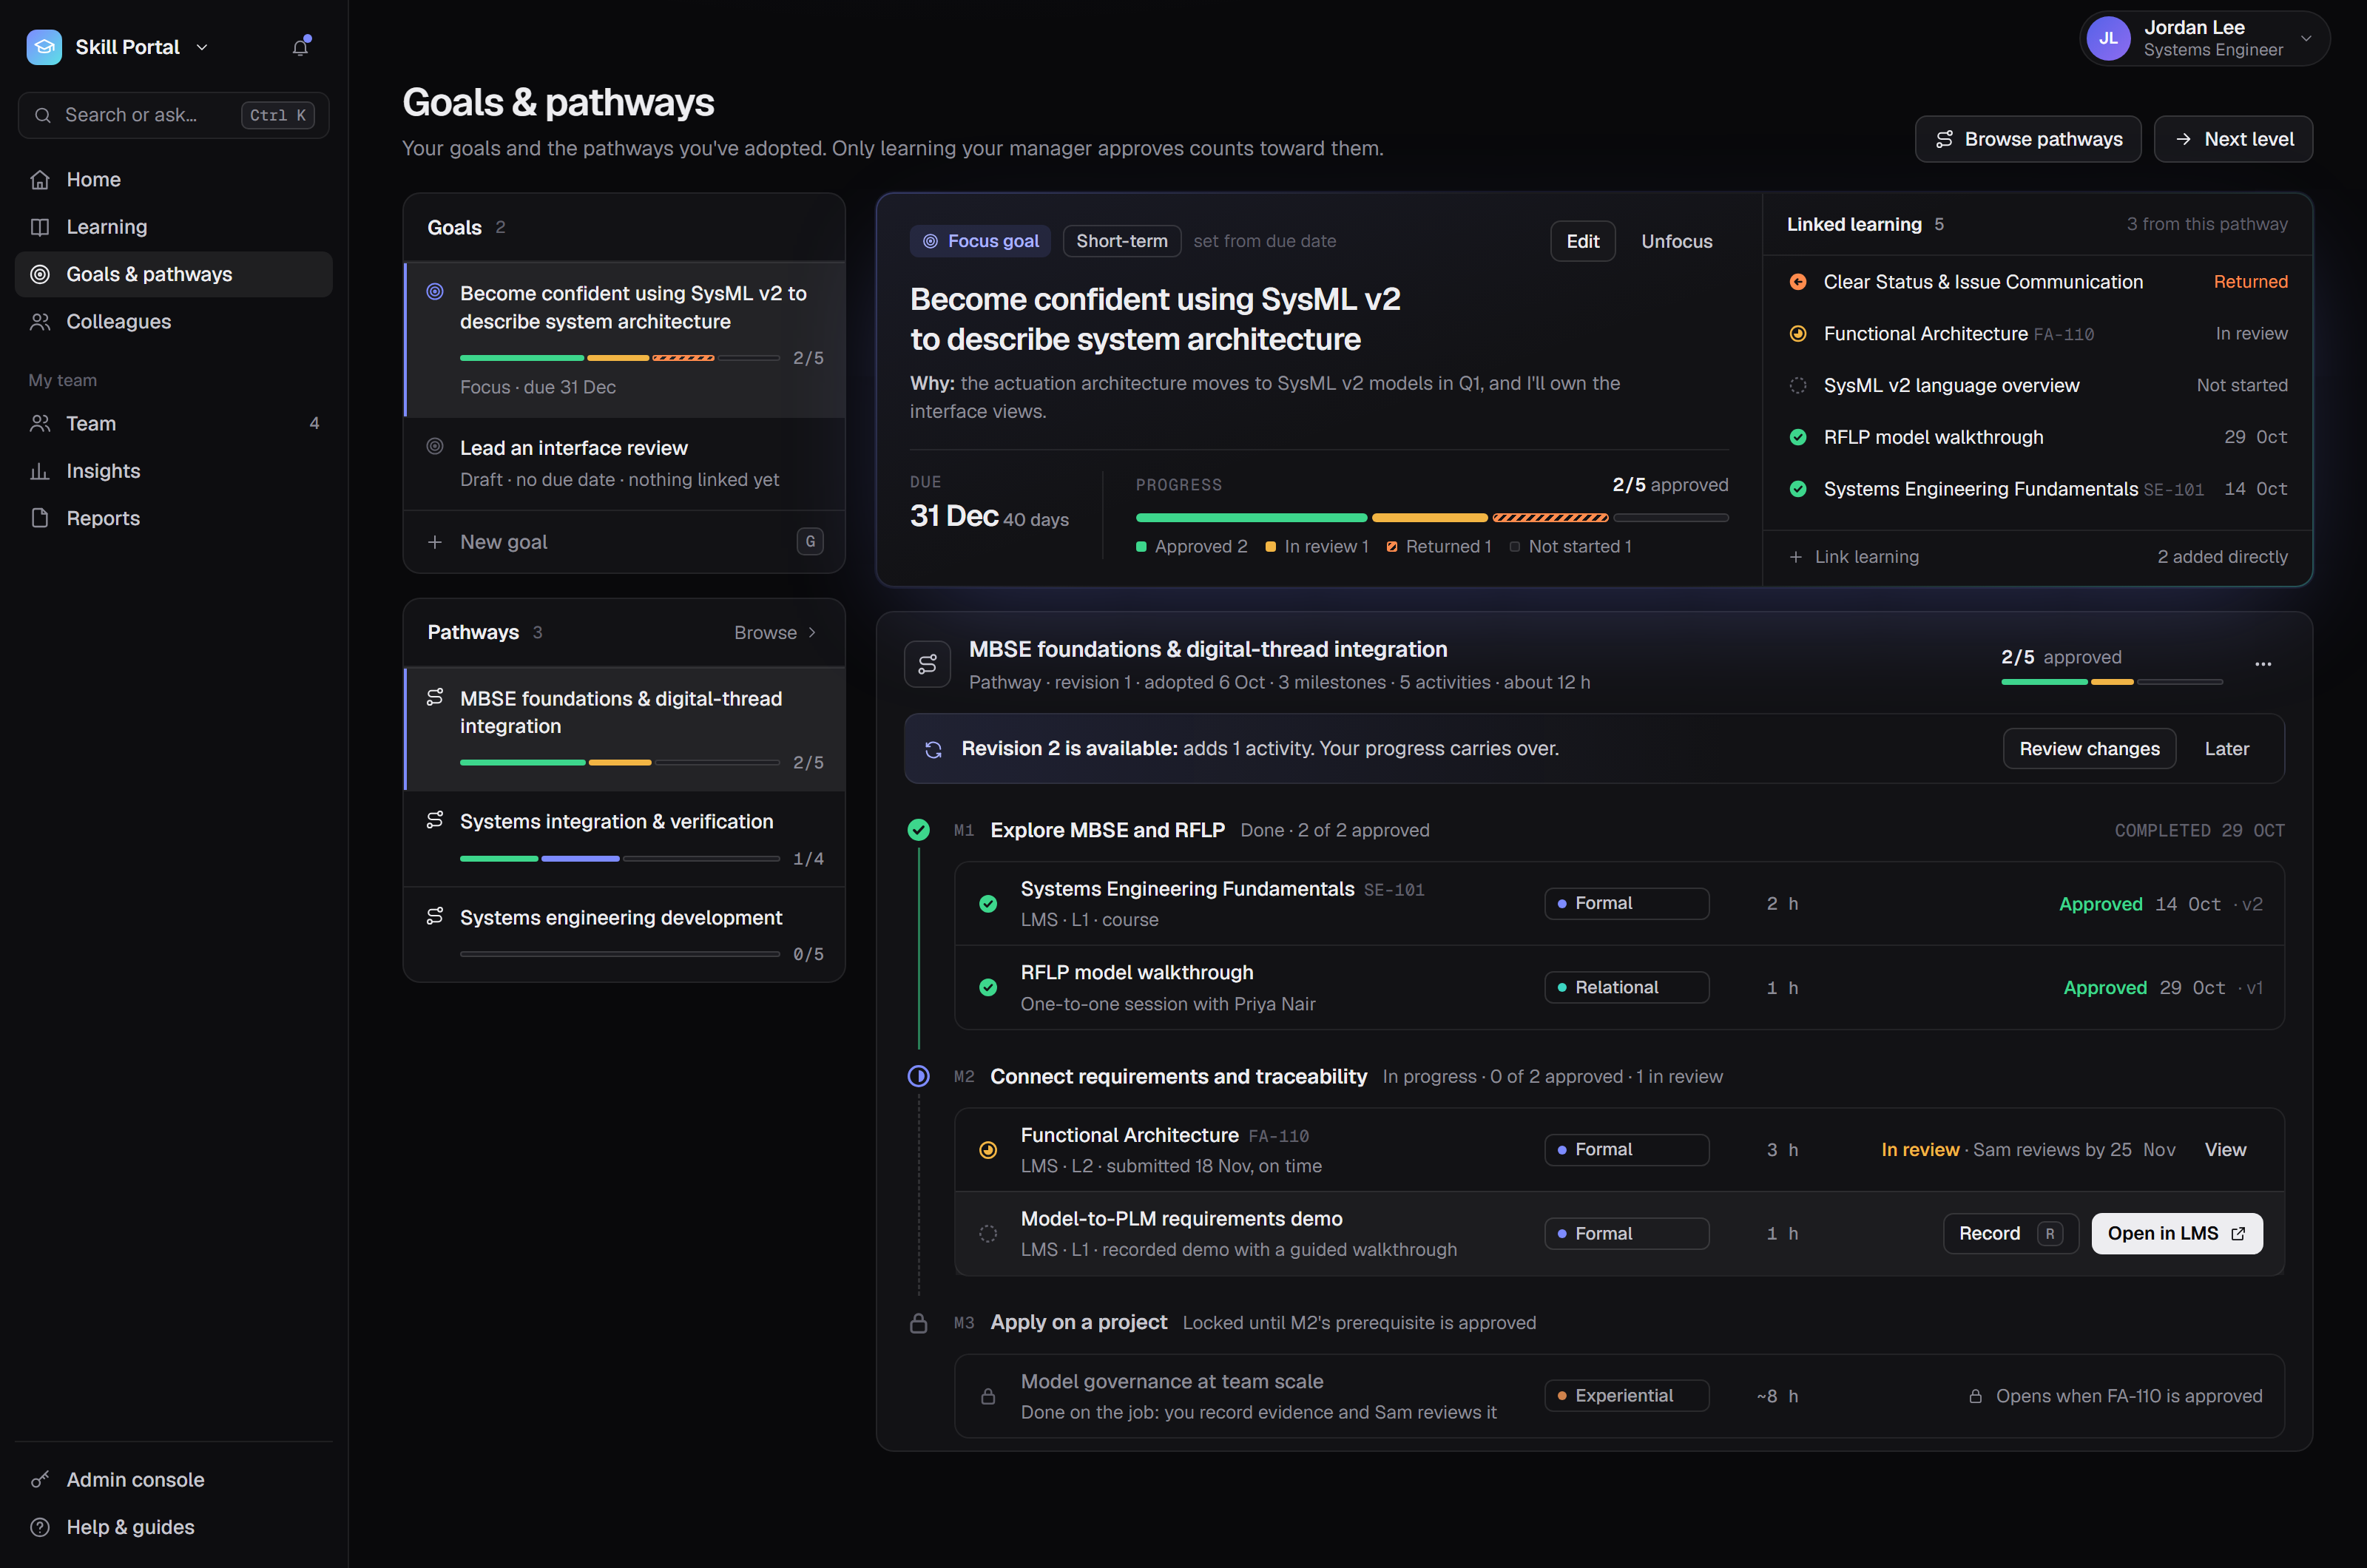 Skill Portal
Search or ask... Ctrl K
Home
Learning
Goals & pathways
Colleagues
My team
Team 4
Insights
Reports
Admin console
Help & guides
JL Jordan Lee
Systems Engineer
Goals & pathways
Your goals and the pathways you've adopted. Only learning your manager approves counts toward them.
Browse pathways
Next level
Goals 2
Become confident using SysML v2 to
describe system architecture
2/5
Focus · due 31 Dec
Lead an interface review
Draft · no due date · nothing linked yet
New goal G
Pathways 3 Browse
MBSE foundations & digital-thread
integration
2/5
Systems integration & verification
1/4
Systems engineering development
0/5
Focus goal Short-term set from due date Edit Unfocus
Become confident using SysML v2
to describe system architecture
Why: the actuation architecture moves to SysML v2 models in Q1, and I'll own the
interface views.
DUE
31 Dec 40 days
PROGRESS 2/5 approved
Approved 2 In review 1 Returned 1 Not started 1
Linked learning 5 3 from this pathway
Clear Status & Issue Communication Returned
Functional Architecture FA-110 In review
SysML v2 language overview Not started
RFLP model walkthrough 29 Oct
Systems Engineering Fundamentals SE-101 14 Oct
Link learning 2 added directly
MBSE foundations & digital-thread integration
Pathway · revision 1 · adopted 6 Oct · 3 milestones · 5 activities · about 12 h
2/5 approved
Revision 2 is available: adds 1 activity. Your progress carries over. Review changes Later
M1 Explore MBSE and RFLP Done · 2 of 2 approved COMPLETED 29 OCT
Systems Engineering Fundamentals SE-101
LMS · L1 · course
Formal 2 h Approved 14 Oct · v2
RFLP model walkthrough
One-to-one session with Priya Nair
Relational 1 h Approved 29 Oct · v1
M2 Connect requirements and traceability In progress · 0 of 2 approved · 1 in review
Functional Architecture FA-110
LMS · L2 · submitted 18 Nov, on time
Formal 3 h In review · Sam reviews by 25 Nov View
Model-to-PLM requirements demo
LMS · L1 · recorded demo with a guided walkthrough
Formal 1 h Record R Open in LMS
M3 Apply on a project Locked until M2's prerequisite is approved
Model governance at team scale
Done on the job: you record evidence and Sam reviews it
Experiential ~8 h Opens when FA-110 is approved